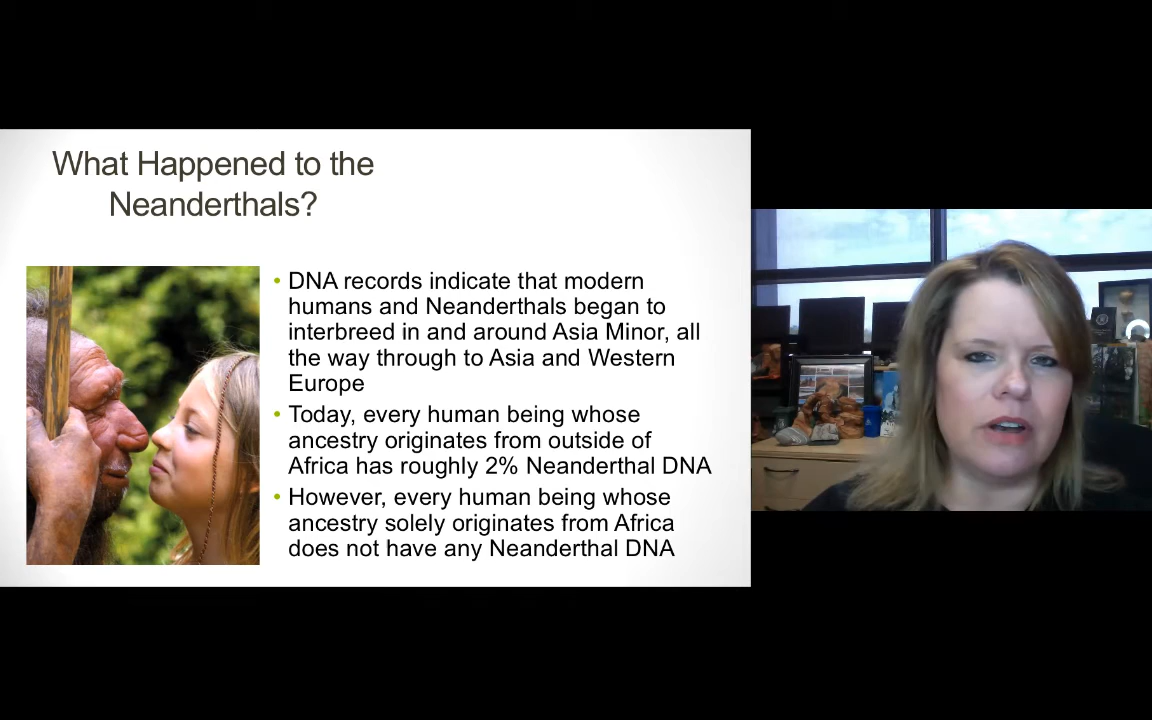 What Happened to the
Neanderthals?
• DNA records indicate that modern
humans and Neanderthals began to
interbreed in and around Asia Minor, all
the way through to Asia and Western
Europe
• Today, every human being whose
ancestry originates from outside of
Africa has roughly 2% Neanderthal DNA
• However, every human being whose
ancestry solely originates from Africa
does not have any Neanderthal DNA